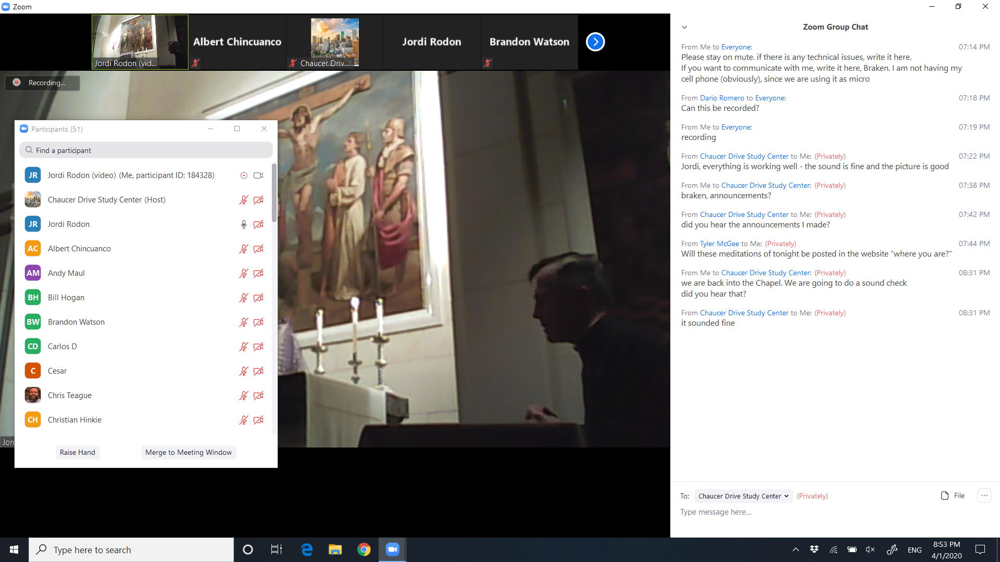 Zoom
Jordi Rodon (vid...
Albert Chincuanco
Chaucer Driv...
Jordi Rodon
Brandon Watson
Recording...
Participants (51)
Find a participant
JR Jordi Rodon (video) (Me, participant ID: 184328)
Chaucer Drive Study Center (Host)
JR Jordi Rodon
AC Albert Chincuanco
AM Andy Maul
BH Bill Hogan
BW Brandon Watson
CD Carlos D
C Cesar
Chris Teague
CH Christian Hinkie
Raise Hand Merge to Meeting Window
Zoom Group Chat
From Me to Everyone: 07:14 PM
Please stay on mute. if there is any technical issues, write it here.
If you want to communicate with me, write it here, Braken. I am not having my
cell phone (obviously), since we are using it as micro
From Dario Romero to Everyone: 07:18 PM
Can this be recorded?
From Me to Everyone: 07:19 PM
recording
From Chaucer Drive Study Center to Me: (Privately) 07:22 PM
Jordi, everything is working well - the sound is fine and the picture is good
From Me to Chaucer Drive Study Center: (Privately) 07:38 PM
braken, announcements?
From Chaucer Drive Study Center to Me: (Privately) 07:42 PM
did you hear the announcements I made?
From Tyler McGee to Me: (Privately) 07:44 PM
Will these meditations of tonight be posted in the website “where you are?”
From Me to Chaucer Drive Study Center: (Privately) 08:31 PM
we are back into the Chapel. We are going to do a sound check
did you hear that?
From Chaucer Drive Study Center to Me: (Privately) 08:31 PM
it sounded fine
To: Chaucer Drive Study Center (Privately) File ...
Type message here...
Type here to search
ENG
8:53 PM
4/1/2020